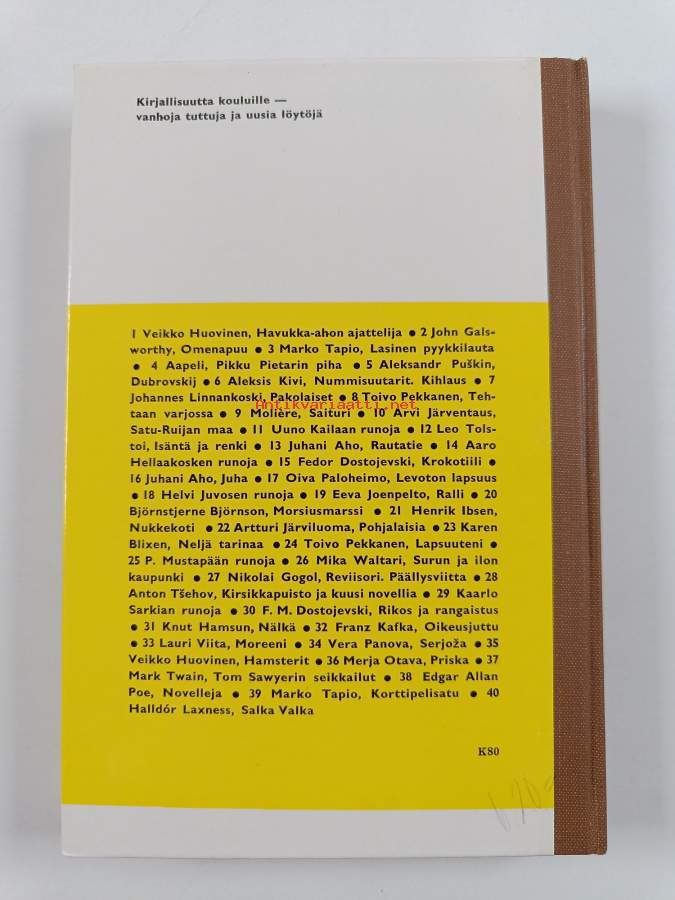 Kirjallisuutta kouluille —
vanhoja tuttuja ja uusia löytöjä
1 Veikko Huovinen, Havukka-ahon ajattelija ● 2 John Gals-
worthy, Omenapuu ● 3 Marko Tapio, Lasinen pyykkilauta
● 4 Aapeli, Pikku Pietarin piha ● 5 Aleksandr Puškin,
Dubrovskij ● 6 Aleksis Kivi, Nummisuutarit. Kihlaus ● 7
Johannes Linnankoski, Pakolaiset ● 8 Toivo Pekkanen, Teh-
taan varjossa ● 9 Molière, Saituri ● 10 Arvi Järventaus,
Satu-Ruijan maa ● 11 Uuno Kailaan runoja ● 12 Leo Tols-
toi, Isäntä ja renki ● 13 Juhani Aho, Rautatie ● 14 Aaro
Hellaakosken runoja ● 15 Fedor Dostojevski, Krokotiili ●
16 Juhani Aho, Juha ● 17 Oiva Paloheimo, Levoton lapsuus
● 18 Helvi Juvosen runoja ● 19 Eeva Joenpelto, Ralli ● 20
Björnstjerne Björnson, Morsiusmarssi ● 21 Henrik Ibsen,
Nukkekoti ● 22 Artturi Järviluoma, Pohjalaisia ● 23 Karen
Blixen, Neljä tarinaa ● 24 Toivo Pekkanen, Lapsuuteni ●
25 P. Mustapään runoja ● 26 Mika Waltari, Surun ja ilon
kaupunki ● 27 Nikolai Gogol, Reviisori. Päällysviitta ● 28
Anton Tšehov, Kirsikkapuisto ja kuusi novellia ● 29 Kaarlo
Sarkian runoja ● 30 F. M. Dostojevski, Rikos ja rangaistus
● 31 Knut Hamsun, Nälkä ● 32 Franz Kafka, Oikeusjuttu
● 33 Lauri Viita, Moreeni ● 34 Vera Panova, Serjoža ● 35
Veikko Huovinen, Hamsterit ● 36 Merja Otava, Priska ● 37
Mark Twain, Tom Sawyerin seikkailut ● 38 Edgar Allan
Poe, Novelleja ● 39 Marko Tapio, Korttipelisatu ● 40
Halldór Laxness, Salka Valka
Antikvariaatti.net
K80